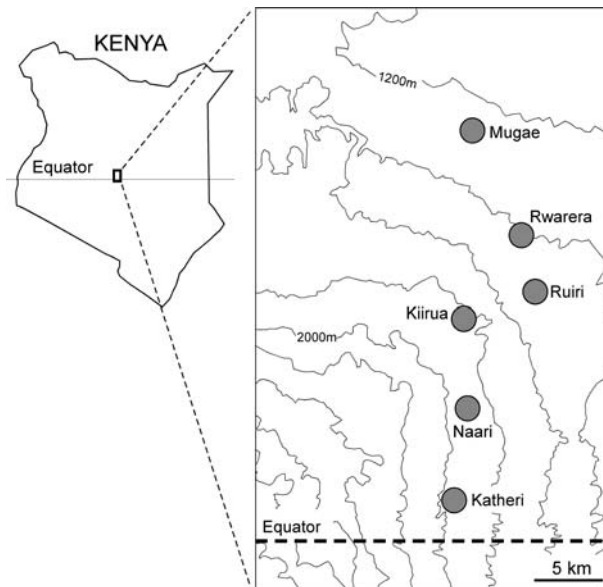 KENYA
Equator
1200m
Mugae
Rwarera
Ruiri
Kiirua
2000m
Naari
Katheri
Equator
5 km